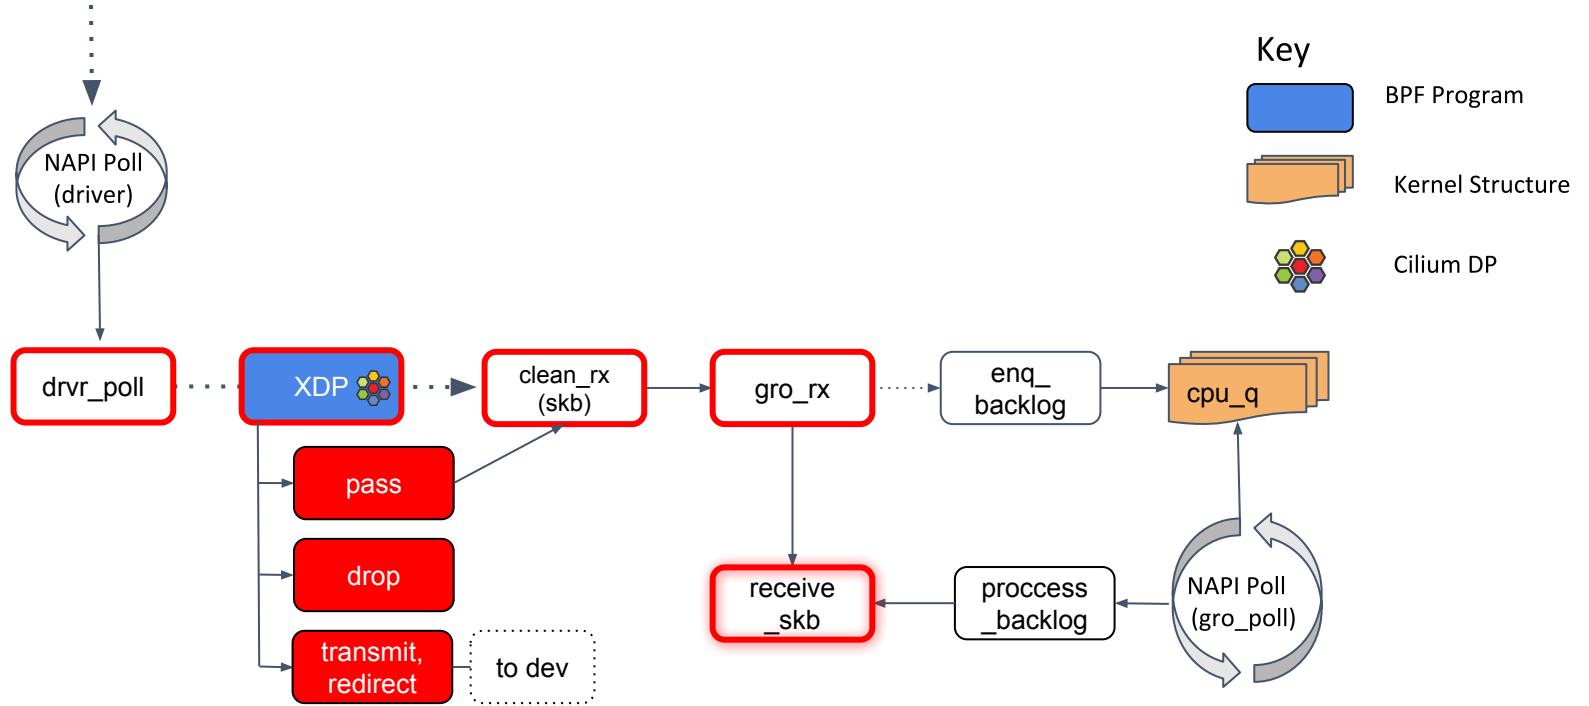 Key
BPF Program
Kernel Structure
Cilium DP
NAPI Poll
(driver)
drvr_poll
XDP
clean_rx
(skb)
gro_rx
enq_
backlog
cpu_q
pass
drop
transmit,
redirect
to dev
receive
_skb
proccess
_backlog
NAPI Poll
(gro_poll)